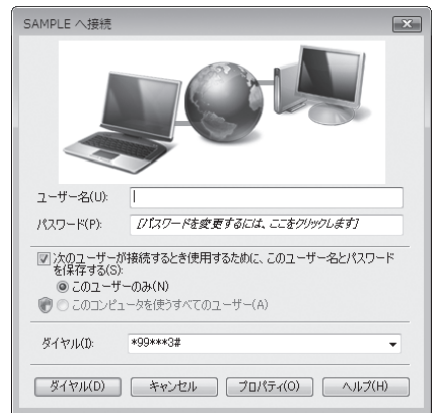 SAMPLE へ接続
ユーザー名(U):
パスワード(P): [パスワードを変更するには、ここをクリックします]
次のユーザーが接続するとき使用するために、このユーザー名とパスワード
を保存する(S):
このユーザーのみ(N)
このコンピュータを使うすべてのユーザー(A)
ダイヤル(I): *99***3#
ダイヤル(D) キャンセル プロパティ(O) ヘルプ(H)